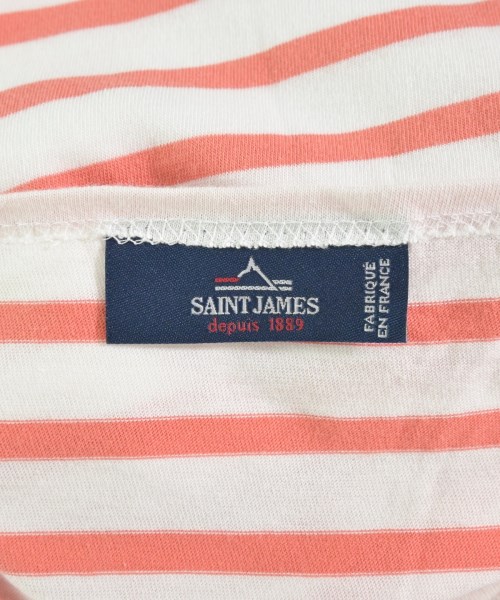 SAINT JAMES
depuis 1889
FABRIQUÉ
EN FRANCE